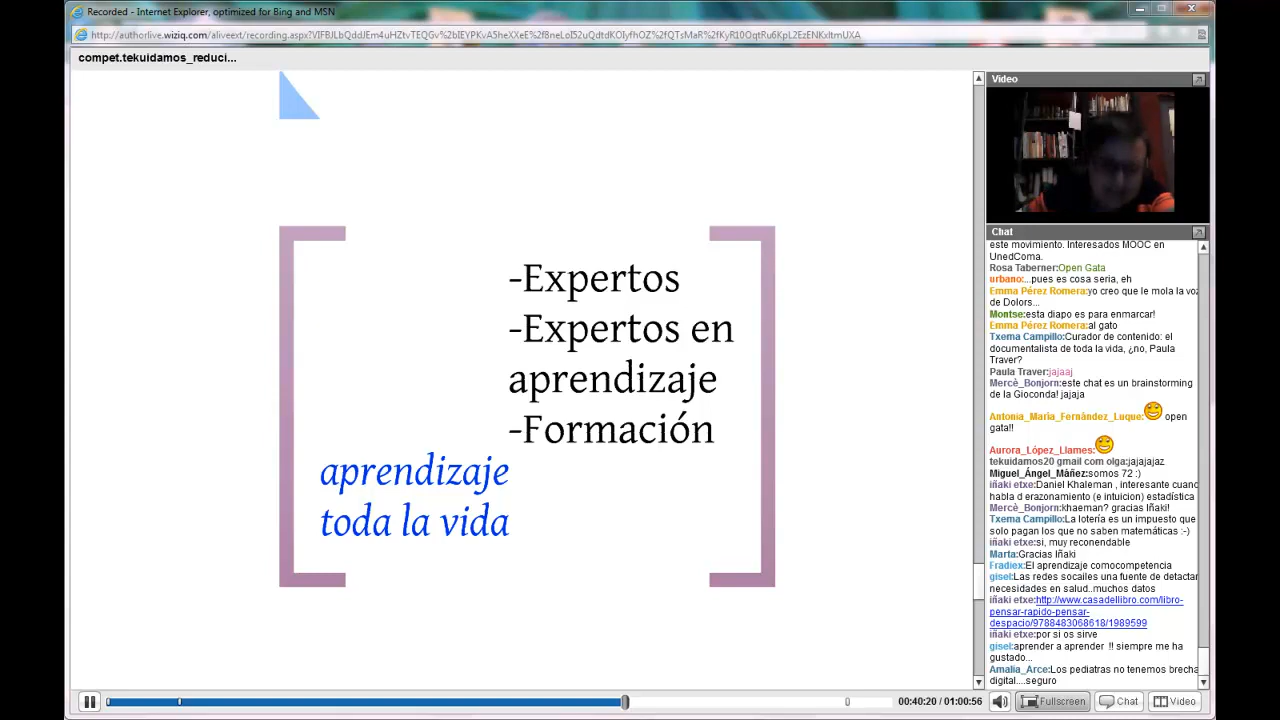 Recorded - Internet Explorer, optimized for Bing and MSN
compet.tekuidamos_reduci...
-Expertos
-Expertos en
aprendizaje
-Formación
aprendizaje
toda la vida
Video
Chat
este movimiento. Interesados MOOC en
UnedComa.
Rosa Taberner:Open Gata
urbano:...pues es cosa seria, eh
Emma Pérez Romera:yo creo que le mola la voz
de Dolors...
Montse:esta diapo es para enmarcar!
Emma Pérez Romera:al gato
Txema Campillo:Curador de contenido: el
documentalista de toda la vida, ¿no, Paula
Traver?
Paula Traver:jajaaj
Mercè_Bonjorn:este chat es un brainstorming
de la Gioconda! jajaja
Antonia_María_Fernández_Luque: open
gata!!
Aurora_López_Llames:
tekuidamos20 gmail com olga:jajajajaz
Miguel_Ángel_Máñez:somos 72 :)
iñaki etxe:Daniel Khaleman , interesante cuando
habla d erazonamiento (e intuicion) estadística
Mercè_Bonjorn:khaeman? gracias Iñaki!
Txema Campillo:La lotería es un impuesto que
solo pagan los que no saben matemáticas :-)
iñaki etxe:si, muy reconendable
Marta:Gracias Iñaki
Fradiex:El aprendizaje comocompetencia
gisel:Las redes socailes una fuente de detactar
necesidades en salud..muchos datos
iñaki etxe:http://www.casadellibro.com/libro-
pensar-rapido-pensar-
despacio/9788483068618/1989599
iñaki etxe:por si os sirve
gisel:aprender a aprender !! siempre me ha
gustado...
Amalia_Arce:Los pediatras no tenemos brecha
digital....seguro
00:40:20 / 01:00:56
Fullscreen
Chat
Video